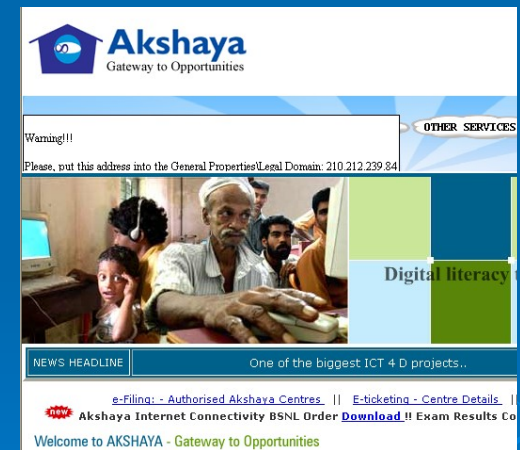 Akshaya
Gateway to Opportunities
OTHER SERVICES
Warning!!!
Please, put this address into the General Properties\Legal Domain: 210.212.239.84
Digital literacy
NEWS HEADLINE
One of the biggest ICT 4 D projects..
e-Filing: - Authorised Akshaya Centres || E-ticketing - Centre Details ||
new Akshaya Internet Connectivity BSNL Order Download !! Exam Results Co
Welcome to AKSHAYA - Gateway to Opportunities